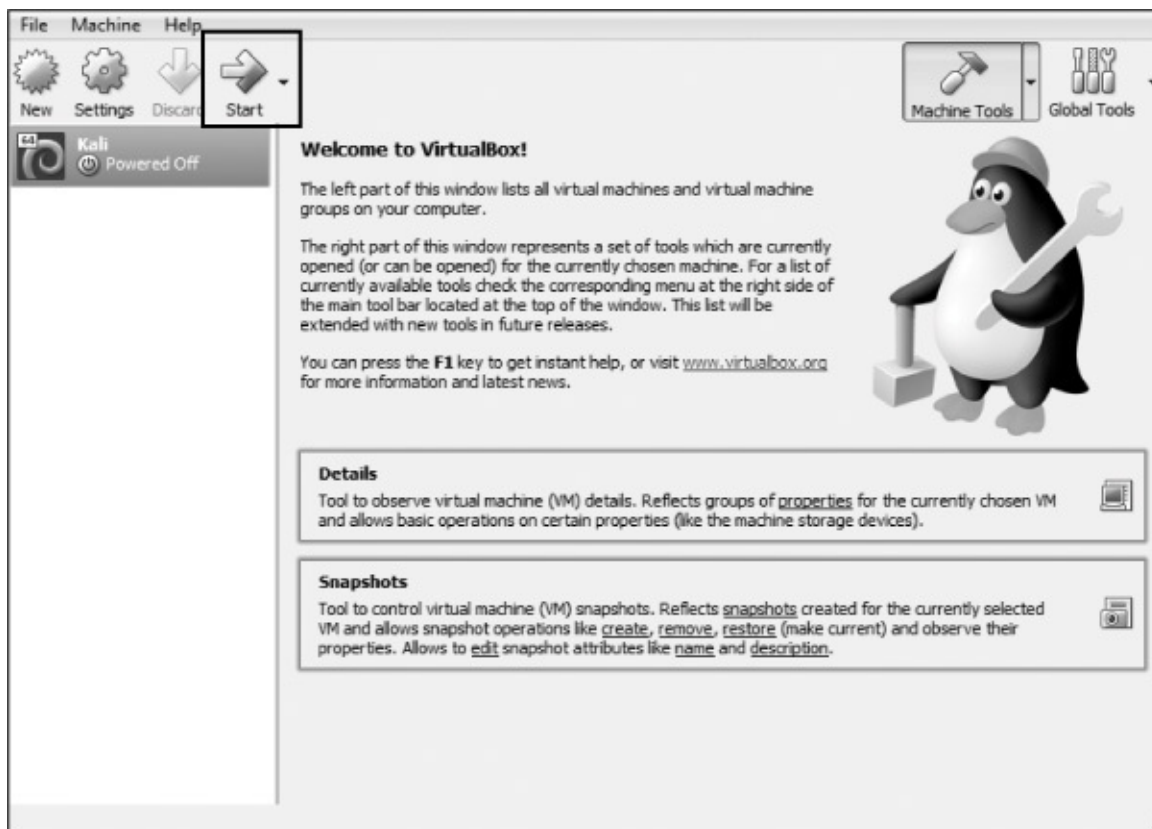 File Machine Help
New Settings Discard Start Machine Tools Global Tools
64 Kali
Powered Off
Welcome to VirtualBox!
The left part of this window lists all virtual machines and virtual machine
groups on your computer.
The right part of this window represents a set of tools which are currently
opened (or can be opened) for the currently chosen machine. For a list of
currently available tools check the corresponding menu at the right side of
the main tool bar located at the top of the window. This list will be
extended with new tools in future releases.
You can press the F1 key to get instant help, or visit www.virtualbox.org
for more information and latest news.
Details
Tool to observe virtual machine (VM) details. Reflects groups of properties for the currently chosen VM
and allows basic operations on certain properties (like the machine storage devices).
Snapshots
Tool to control virtual machine (VM) snapshots. Reflects snapshots created for the currently selected
VM and allows snapshot operations like create, remove, restore (make current) and observe their
properties. Allows to edit snapshot attributes like name and description.